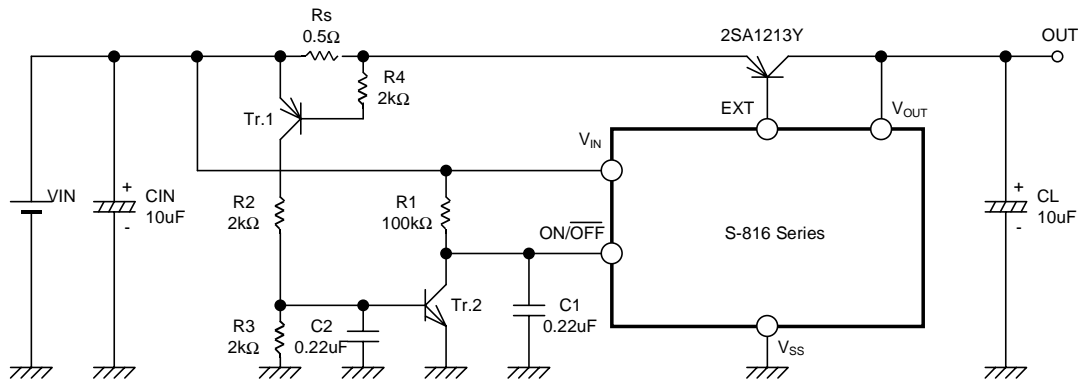 Rs
0.5Ω
2SA1213Y
OUT
R4
2kΩ
Tr.1
EXT
VOUT
VIN
VIN
CIN
10uF
+
-
R2
2kΩ
R1
100kΩ
ON/OFF
S-816 Series
+
-
CL
10uF
Tr.2
C1
0.22uF
R3
2kΩ
C2
0.22uF
VSS